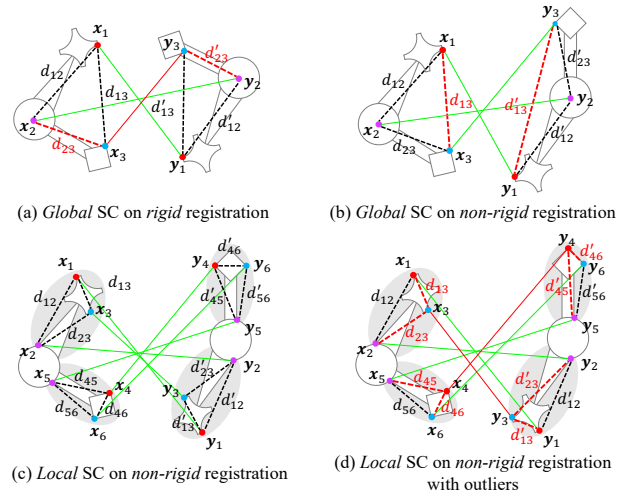 x₁
d₁₂
d₁₃
x₂
d₂₃
x₃
y₃
d′₂₃
y₂
d′₁₃
d′₁₂
y₁
(a) Global SC on rigid registration
x₁
d₁₂
d₁₃
x₂
d₂₃
x₃
y₃
d′₂₃
d′₁₃
y₂
d′₁₂
y₁
(b) Global SC on non-rigid registration
x₁
d₁₃
d₁₂
x₃
d₂₃
x₂
x₅
d₄₅
x₄
d₅₆
d₄₆
x₆
d′₄₆
y₄
y₆
d′₄₅
d′₅₆
y₅
y₂
d′₂₃
y₃
d′₁₂
d′₁₃
y₁
(c) Local SC on non-rigid registration
x₁
d₁₃
d₁₂
x₃
d₂₃
x₂
x₅
d₄₅
x₄
d₅₆
d₄₆
x₆
y₄
d′₄₆
y₆
d′₄₅
d′₅₆
y₅
y₂
d′₂₃
d′₁₂
y₃
d′₁₃
y₁
(d) Local SC on non-rigid registration
with outliers